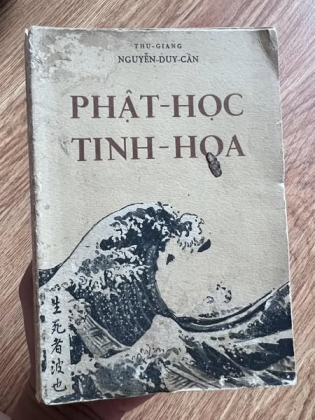 THU-GIANG
NGUYỄN-DUY-CẦN
PHẬT-HỌC
TINH-HOA
生死者波也